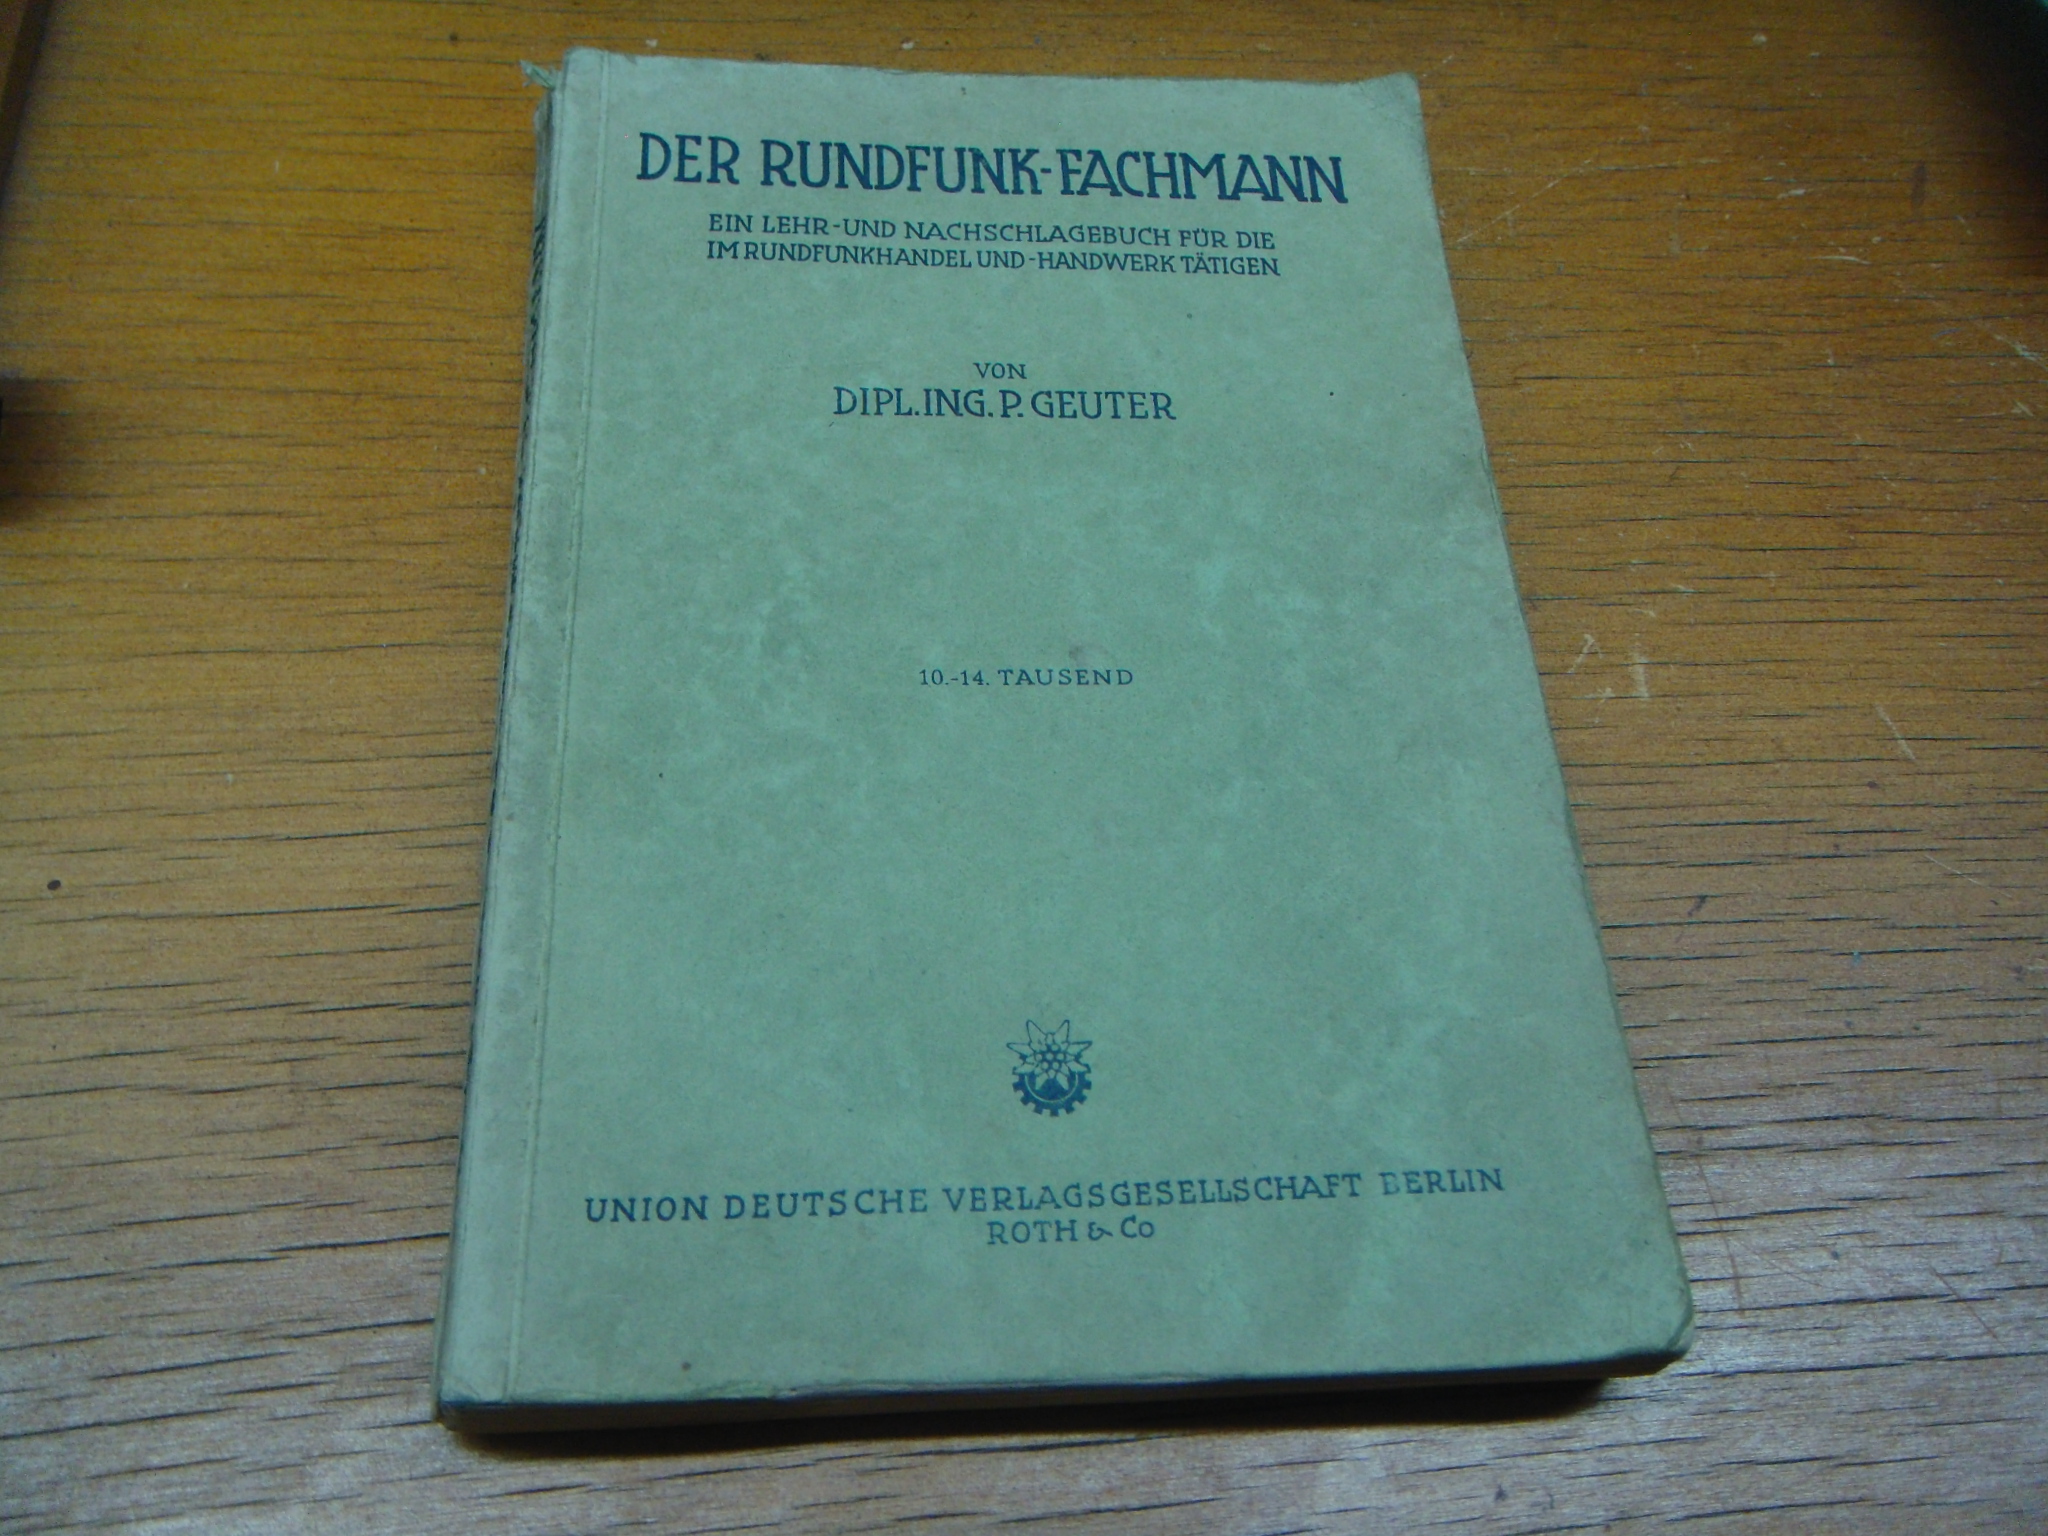 DER RUNDFUNK-FACHMANN
EIN LEHR-UND NACHSCHLAGEBUCH FÜR DIE
IM RUNDFUNKHANDEL UND-HANDWERK TÄTIGEN
VON
DIPL.ING. P. GEUTER
10.-14. TAUSEND
UNION DEUTSCHE VERLAGSGESELLSCHAFT BERLIN
ROTH & Co